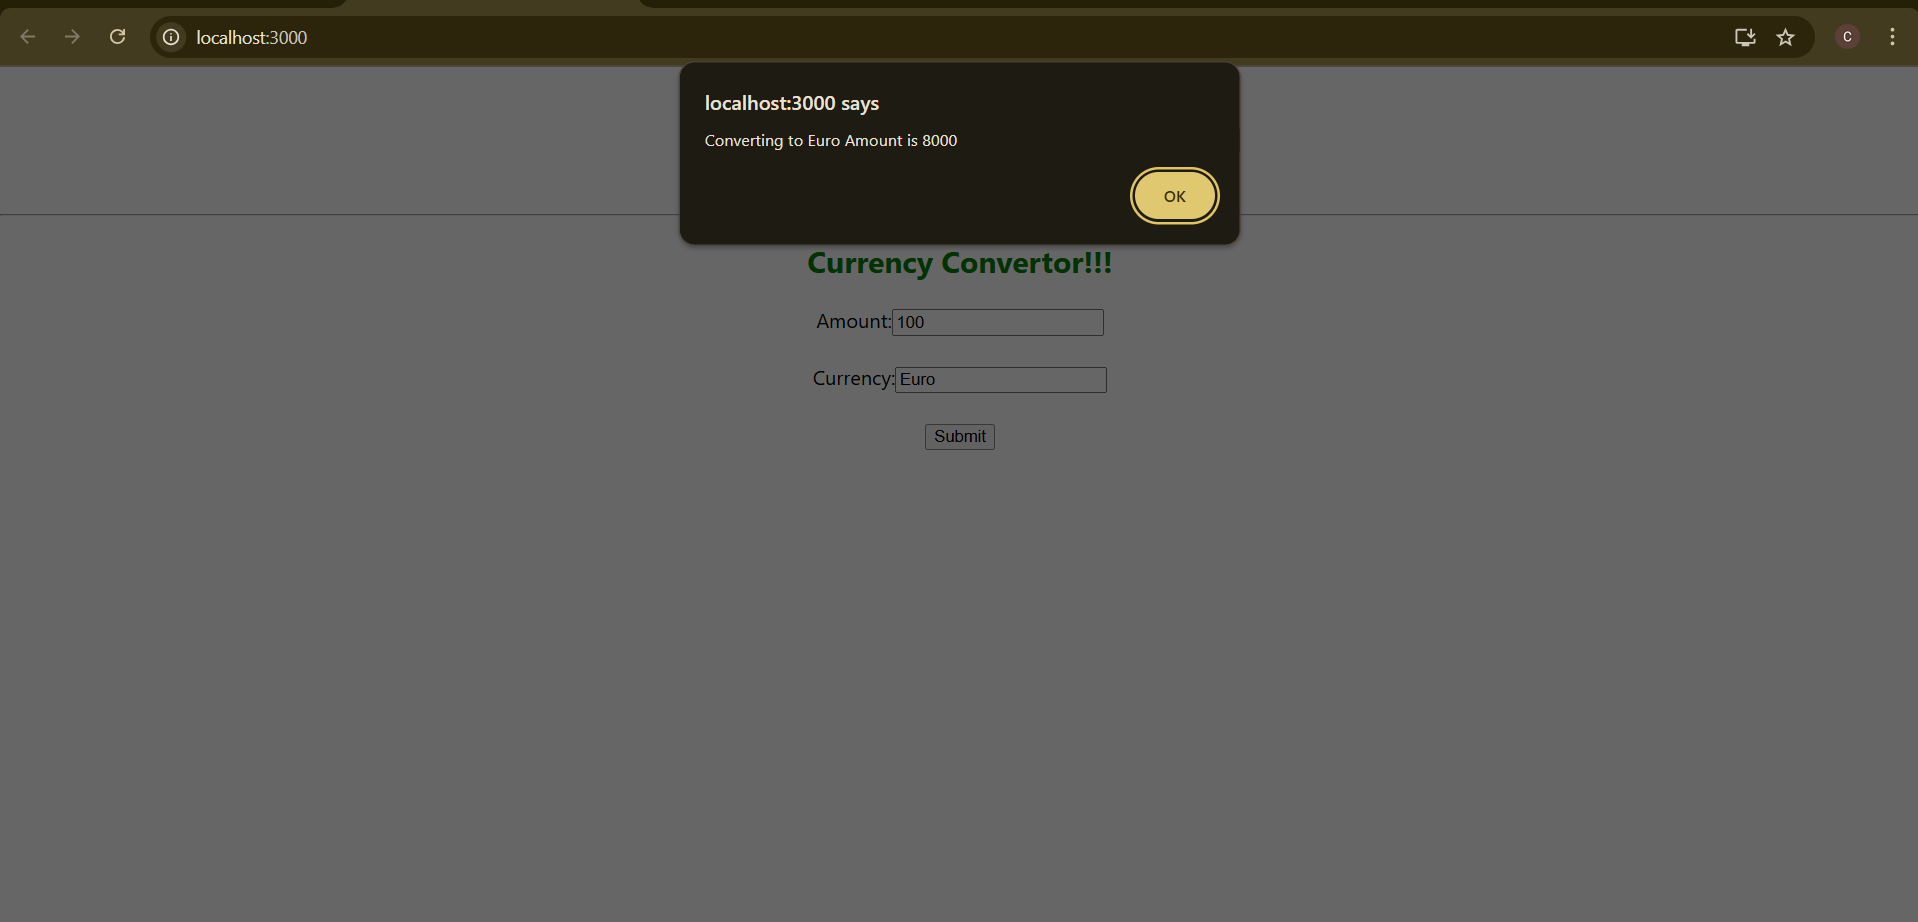 localhost:3000
C
localhost:3000 says
Converting to Euro Amount is 8000
OK
Currency Convertor!!!
Amount: 100
Currency: Euro
Submit